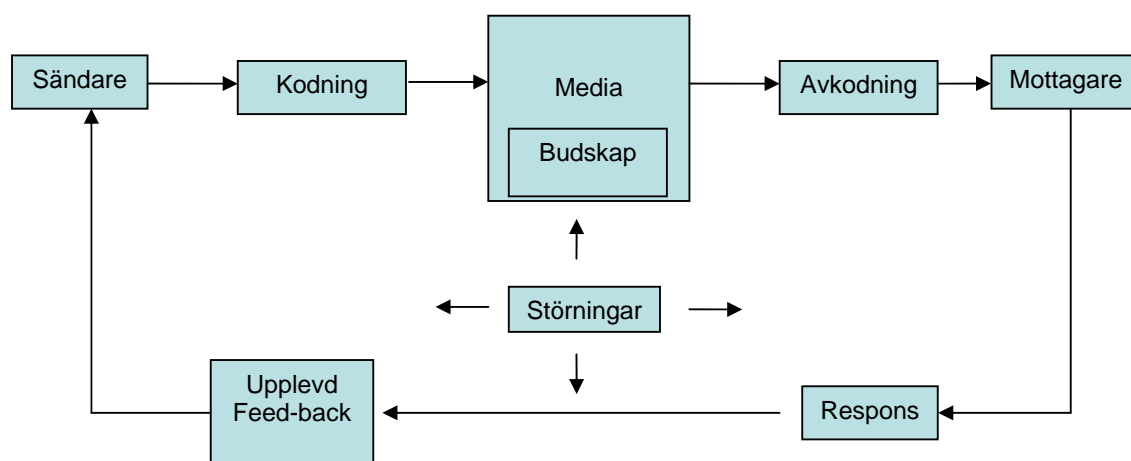 Sändare
Kodning
Media
Budskap
Avkodning
Mottagare
Störningar
Upplevd
Feed-back
Respons